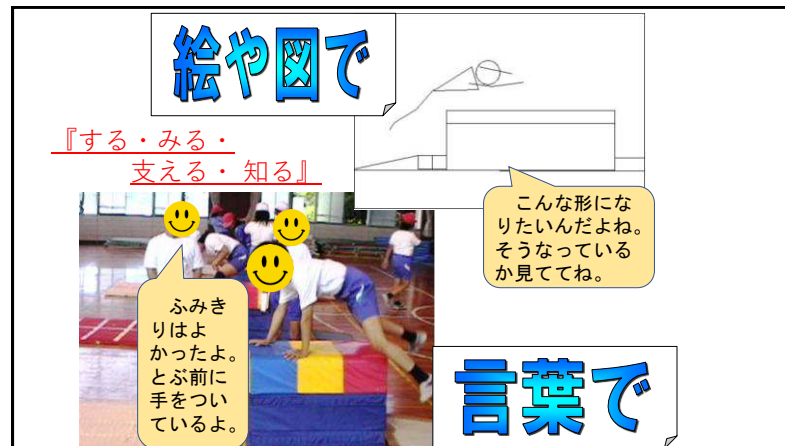 絵や図で
『する・みる・
支える・ 知る』
こんな形にな
りたいんだよね。
そうなっている
か見ててね。
ふみき
りはよ
かったよ。
とぶ前に
手をつい
ているよ。
言葉で